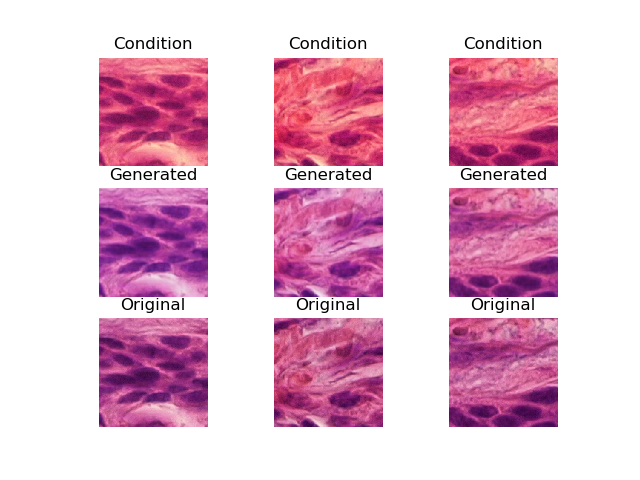 Condition Condition Condition
Generated Generated Generated
Original Original Original